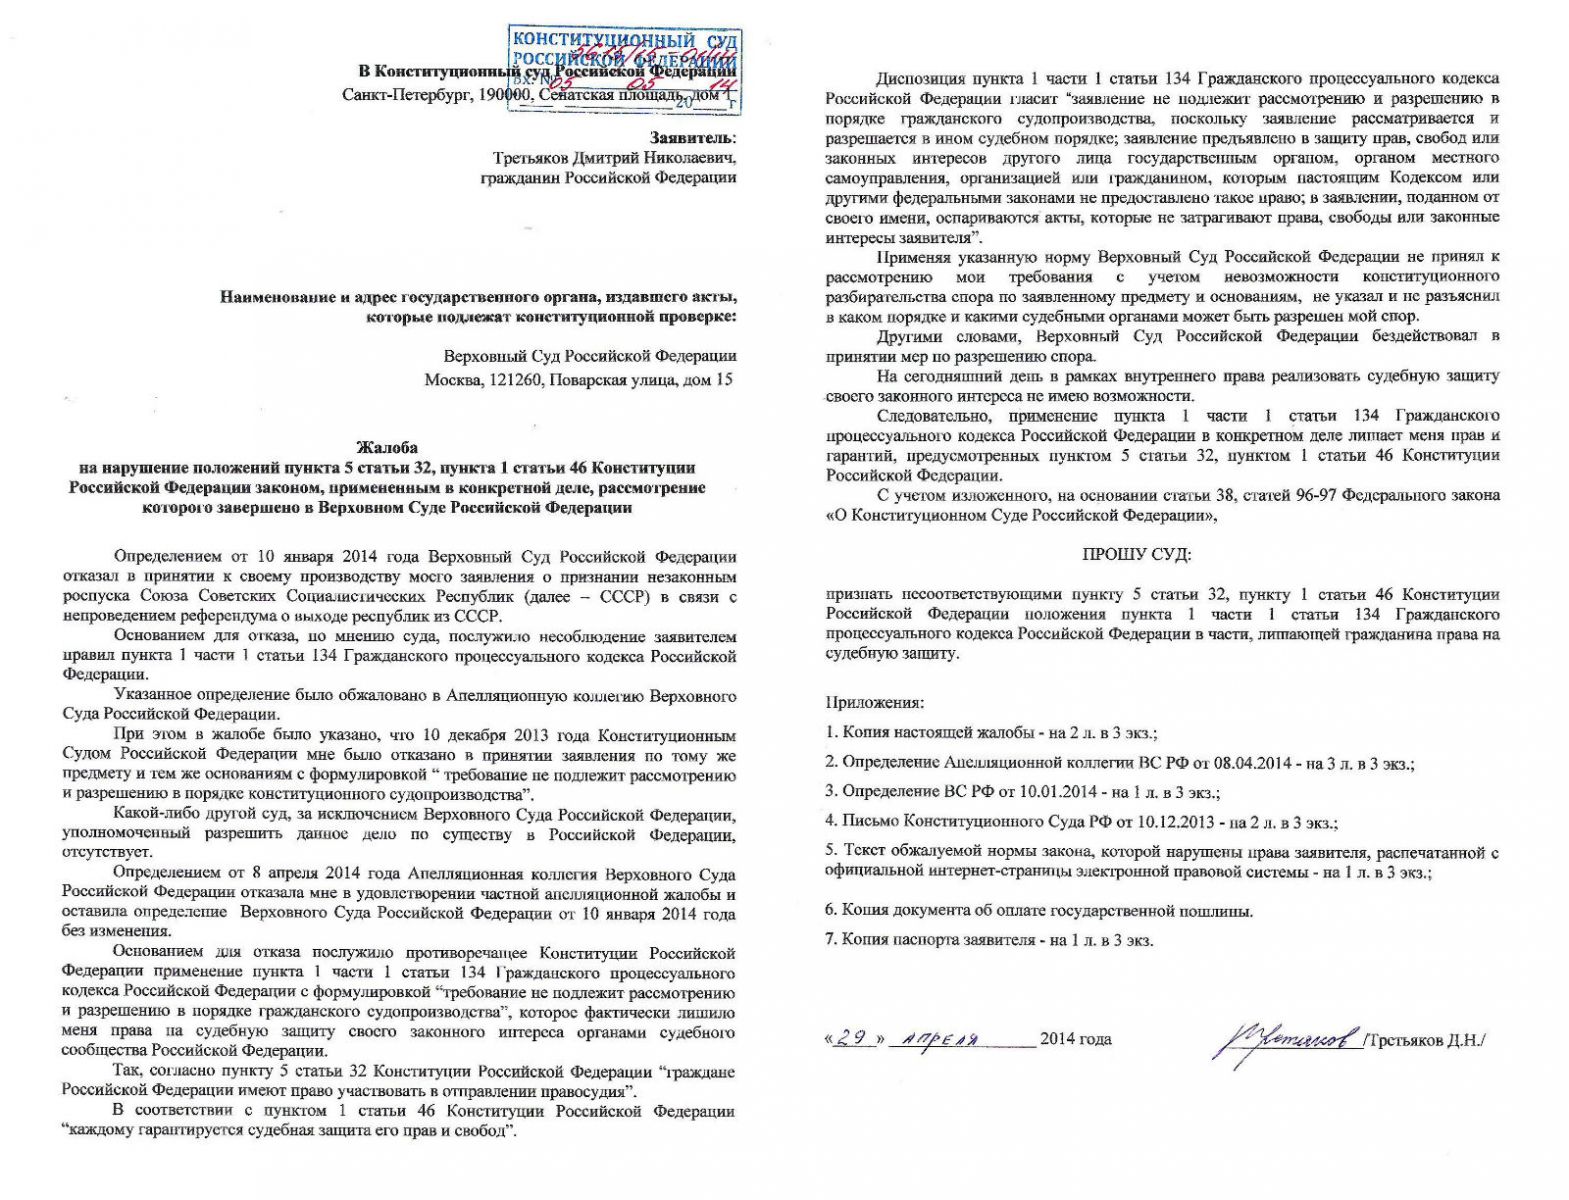 КОНСТИТУЦИОННЫЙ СУД
РОССИЙСКОЙ ФЕДЕРАЦИИ
Вх. №
05 05 2014 г
В Конституционный суд Российской Федерации
Санкт-Петербург, 190000, Сенатская площадь, дом 1
Заявитель:
Третьяков Дмитрий Николаевич,
гражданин Российской Федерации
Наименование и адрес государственного органа, издавшего акты,
которые подлежат конституционной проверке:
Верховный Суд Российской Федерации
Москва, 121260, Поварская улица, дом 15
Жалоба
на нарушение положений пункта 5 статьи 32, пункта 1 статьи 46 Конституции
Российской Федерации законом, примененным в конкретной деле, рассмотрение
которого завершено в Верховном Суде Российской Федерации
Определением от 10 января 2014 года Верховный Суд Российской Федерации
отказал в принятии к своему производству моего заявления о признании незаконным
роспуска Союза Советских Социалистических Республик (далее – СССР) в связи с
непроведением референдума о выходе республик из СССР.
Основанием для отказа, по мнению суда, послужило несоблюдение заявителем
правил пункта 1 части 1 статьи 134 Гражданского процессуального кодекса Российской
Федерации.
Указанное определение было обжаловано в Апелляционную коллегию Верховного
Суда Российской Федерации.
При этом в жалобе было указано, что 10 декабря 2013 года Конституционным
Судом Российской Федерации мне было отказано в принятии заявления по тому же
предмету и тем же основаниям с формулировкой “ требование не подлежит рассмотрению
и разрешению в порядке конституционного судопроизводства”.
Какой-либо другой суд, за исключением Верховного Суда Российской Федерации,
уполномоченный разрешить данное дело по существу в Российской Федерации,
отсутствует.
Определением от 8 апреля 2014 года Апелляционная коллегия Верховного Суда
Российской Федерации отказала мне в удовлетворении частной апелляционной жалобы и
оставила определение Верховного Суда Российской Федерации от 10 января 2014 года
без изменения.
Основанием для отказа послужило противоречащее Конституции Российской
Федерации применение пункта 1 части 1 статьи 134 Гражданского процессуального
кодекса Российской Федерации с формулировкой “требование не подлежит рассмотрению
и разрешению в порядке гражданского судопроизводства”, которое фактически лишило
меня права на судебную защиту своего законного интереса органами судебного
сообщества Российской Федерации.
Так, согласно пункту 5 статьи 32 Конституции Российской Федерации “граждане
Российской Федерации имеют право участвовать в отправлении правосудия”.
В соответствии с пунктом 1 статьи 46 Конституции Российской Федерации
“каждому гарантируется судебная защита его прав и свобод”.
Диспозиция пункта 1 части 1 статьи 134 Гражданского процессуального кодекса
Российской Федерации гласит “заявление не подлежит рассмотрению и разрешению в
порядке гражданского судопроизводства, поскольку заявление рассматривается и
разрешается в ином судебном порядке; заявление предъявлено в защиту прав, свобод или
законных интересов другого лица государственным органом, органом местного
самоуправления, организацией или гражданином, которым настоящим Кодексом или
другими федеральными законами не предоставлено такое право; в заявлении, поданном от
своего имени, оспариваются акты, которые не затрагивают права, свободы или законные
интересы заявителя”.
Применяя указанную норму Верховный Суд Российской Федерации не принял к
рассмотрению мои требования с учетом невозможности конституционного
разбирательства спора по заявленному предмету и основаниям, не указал и не разъяснил
в каком порядке и какими судебными органами может быть разрешен мой спор.
Другими словами, Верховный Суд Российской Федерации бездействовал в
принятии мер по разрешению спора.
На сегодняшний день в рамках внутреннего права реализовать судебную защиту
своего законного интереса не имею возможности.
Следовательно, применение пункта 1 части 1 статьи 134 Гражданского
процессуального кодекса Российской Федерации в конкретном деле лишает меня прав и
гарантий, предусмотренных пунктом 5 статьи 32, пунктом 1 статьи 46 Конституции
Российской Федерации.
С учетом изложенного, на основании статьи 38, статей 96-97 Федерального закона
«О Конституционном Суде Российской Федерации»,
ПРОШУ СУД:
признать несоответствующими пункту 5 статьи 32, пункту 1 статьи 46 Конституции
Российской Федерации положения пункта 1 части 1 статьи 134 Гражданского
процессуального кодекса Российской Федерации в части, лишающей гражданина права на
судебную защиту.
Приложения:
1. Копия настоящей жалобы - на 2 л. в 3 экз.;
2. Определение Апелляционной коллегии ВС РФ от 08.04.2014 - на 3 л. в 3 экз.;
3. Определение ВС РФ от 10.01.2014 - на 1 л. в 3 экз.;
4. Письмо Конституционного Суда РФ от 10.12.2013 - на 2 л. в 3 экз.;
5. Текст обжалуемой нормы закона, которой нарушены права заявителя, распечатанной с
официальной интернет-страницы электронной правовой системы - на 1 л. в 3 экз.;
6. Копия документа об оплате государственной пошлины.
7. Копия паспорта заявителя - на 1 л. в 3 экз.
«29» АПРЕЛЯ 2014 года Третьяков /Третьяков Д.Н./